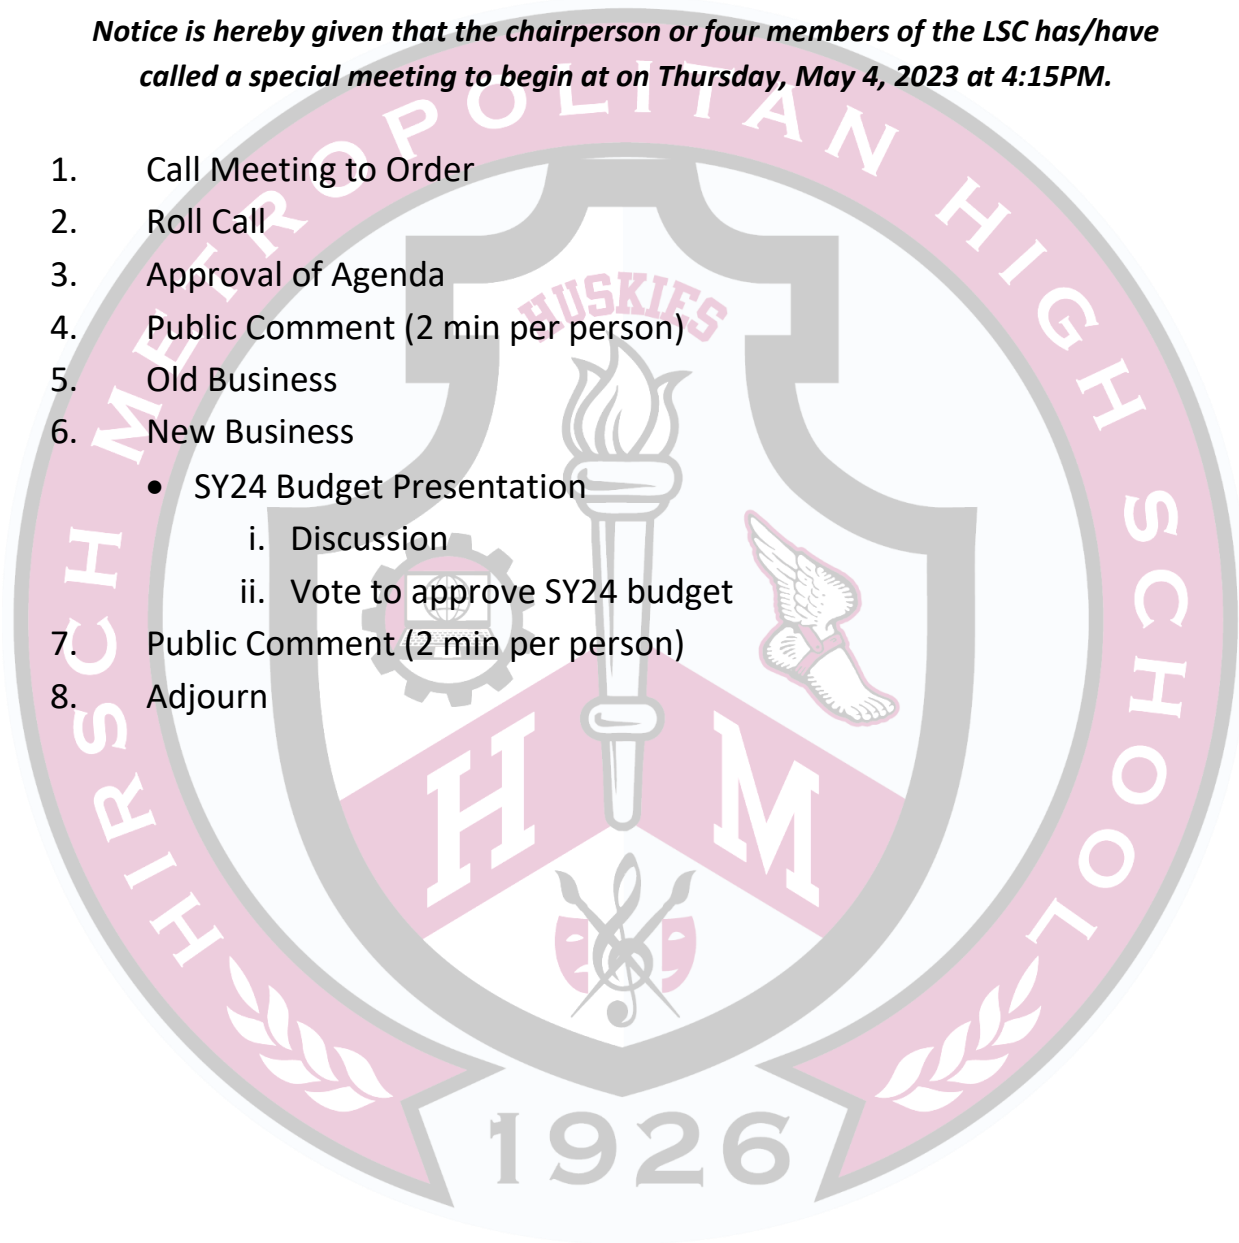 Notice is hereby given that the chairperson or four members of the LSC has/have
called a special meeting to begin at on Thursday, May 4, 2023 at 4:15PM.
1. Call Meeting to Order
2. Roll Call
3. Approval of Agenda
4. Public Comment (2 min per person)
5. Old Business
6. New Business
• SY24 Budget Presentation
i. Discussion
ii. Vote to approve SY24 budget
7. Public Comment (2 min per person)
8. Adjourn
HIRSCH METROPOLITAN HIGH SCHOOL
HUSKIES
H M
1926